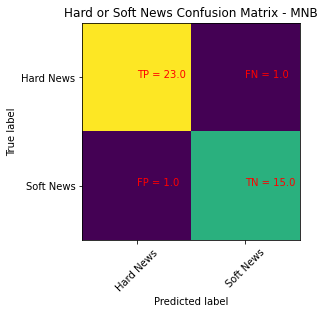 Hard or Soft News Confusion Matrix - MNB
True label
Hard News
TP = 23.0
FN = 1.0
Soft News
FP = 1.0
TN = 15.0
Hard News
Soft News
Predicted label